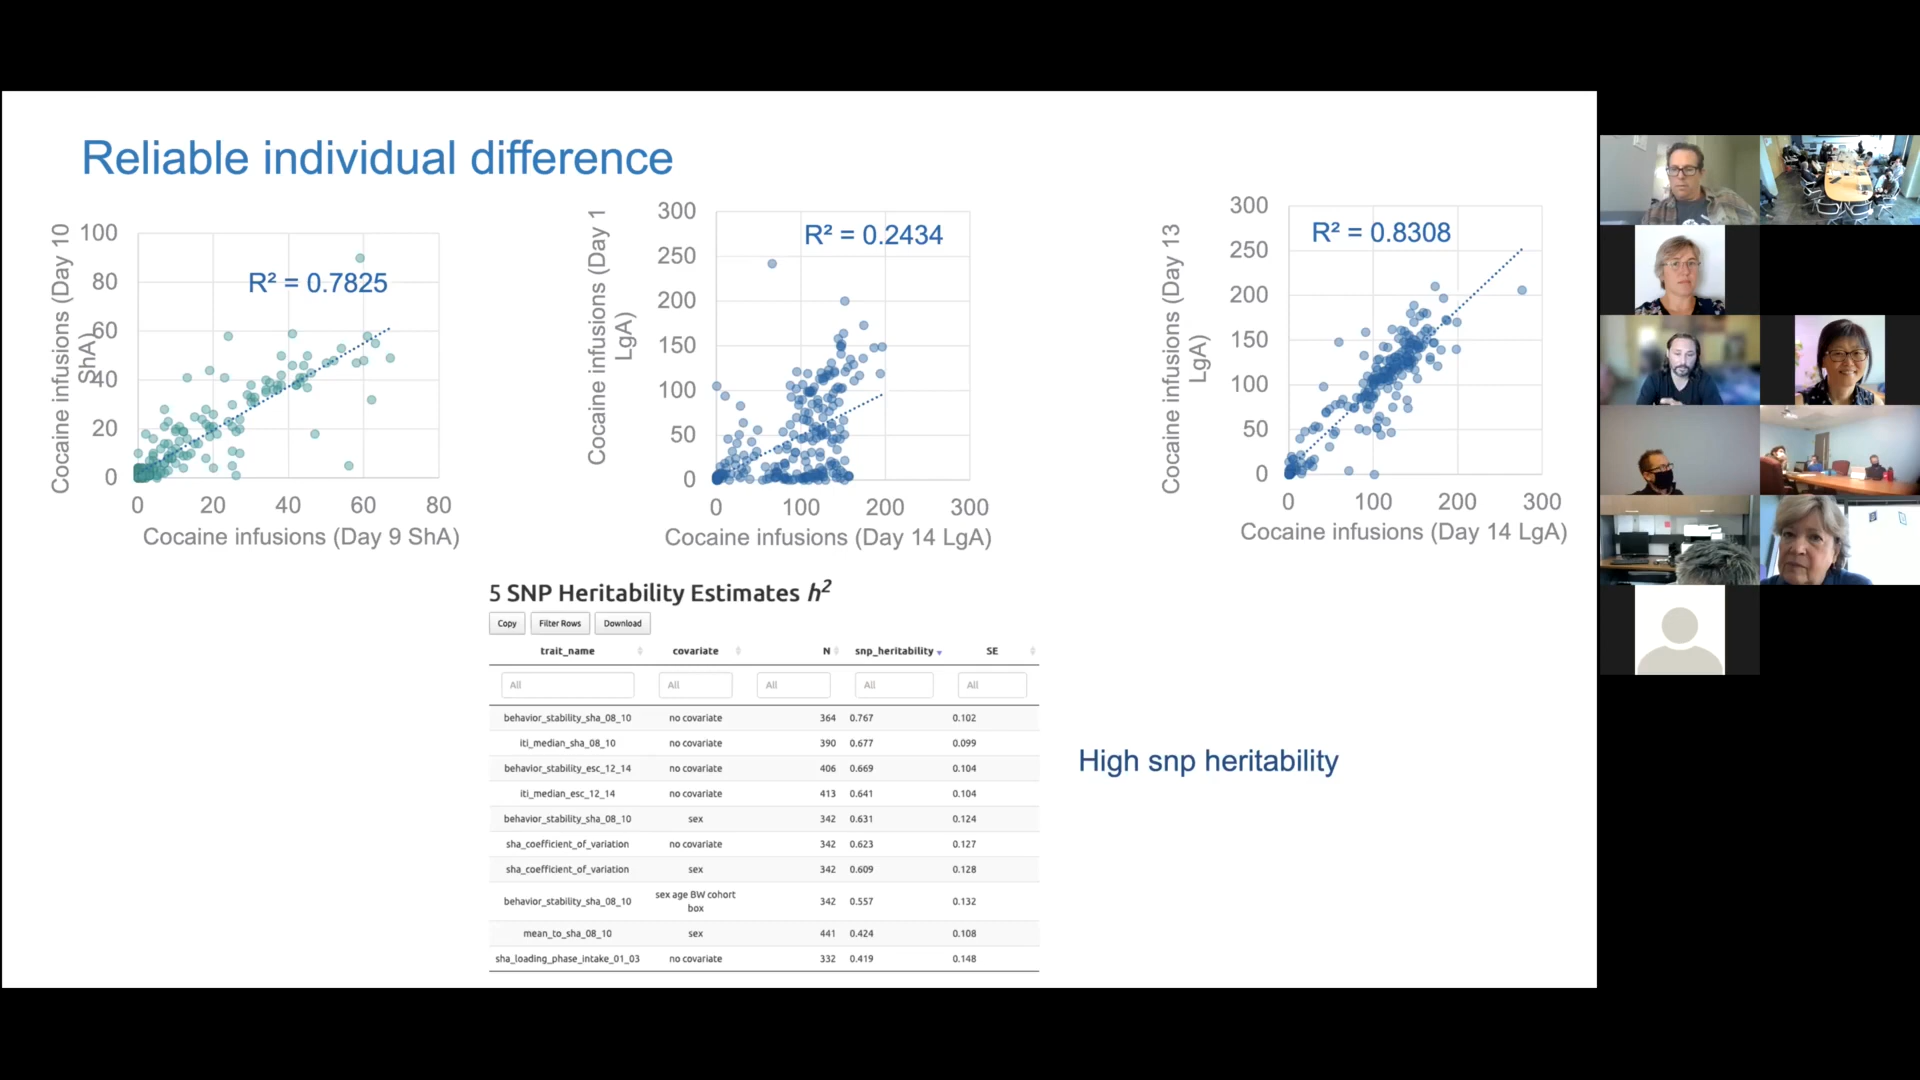 Reliable individual difference
Cocaine infusions (Day 10
ShA)
100
80
60
40
20
0
R² = 0.7825
0 20 40 60 80
Cocaine infusions (Day 9 ShA)
Cocaine infusions (Day 1
LgA)
300
250
200
150
100
50
0
R² = 0.2434
0 100 200 300
Cocaine infusions (Day 14 LgA)
Cocaine infusions (Day 13
LgA)
300
250
200
150
100
50
0
R² = 0.8308
0 100 200 300
Cocaine infusions (Day 14 LgA)
5 SNP Heritability Estimates h²
Copy Filter Rows Download
trait_name covariate N snp_heritability SE
All All All All All
behavior_stability_sha_08_10 no covariate 364 0.767 0.102
iti_median_sha_08_10 no covariate 390 0.677 0.099
behavior_stability_esc_12_14 no covariate 406 0.669 0.104
iti_median_esc_12_14 no covariate 413 0.641 0.104
behavior_stability_sha_08_10 sex 342 0.631 0.124
sha_coefficient_of_variation no covariate 342 0.623 0.127
sha_coefficient_of_variation sex 342 0.609 0.128
behavior_stability_sha_08_10 sex age BW cohort box 342 0.557 0.132
mean_to_sha_08_10 sex 441 0.424 0.108
sha_loading_phase_intake_01_03 no covariate 332 0.419 0.148
High snp heritability